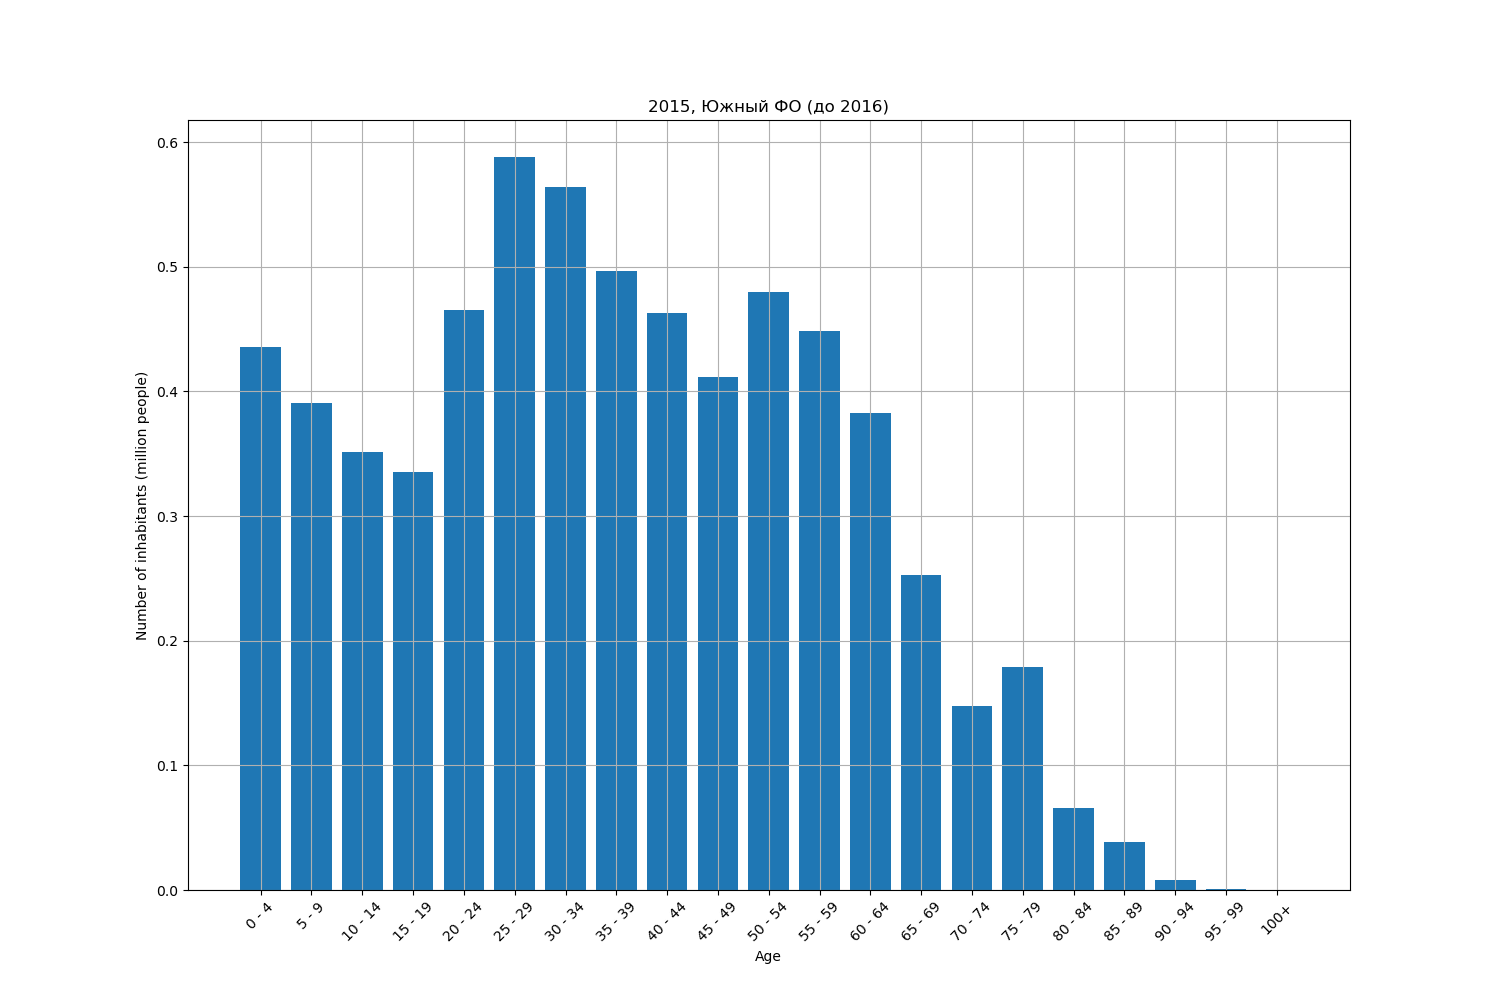 2015, Южный ФО (до 2016)
Number of inhabitants (million people)
0.6
0.5
0.4
0.3
0.2
0.1
0.0
0 - 4
5 - 9
10 - 14
15 - 19
20 - 24
25 - 29
30 - 34
35 - 39
40 - 44
45 - 49
50 - 54
55 - 59
60 - 64
65 - 69
70 - 74
75 - 79
80 - 84
85 - 89
90 - 94
95 - 99
100+
Age